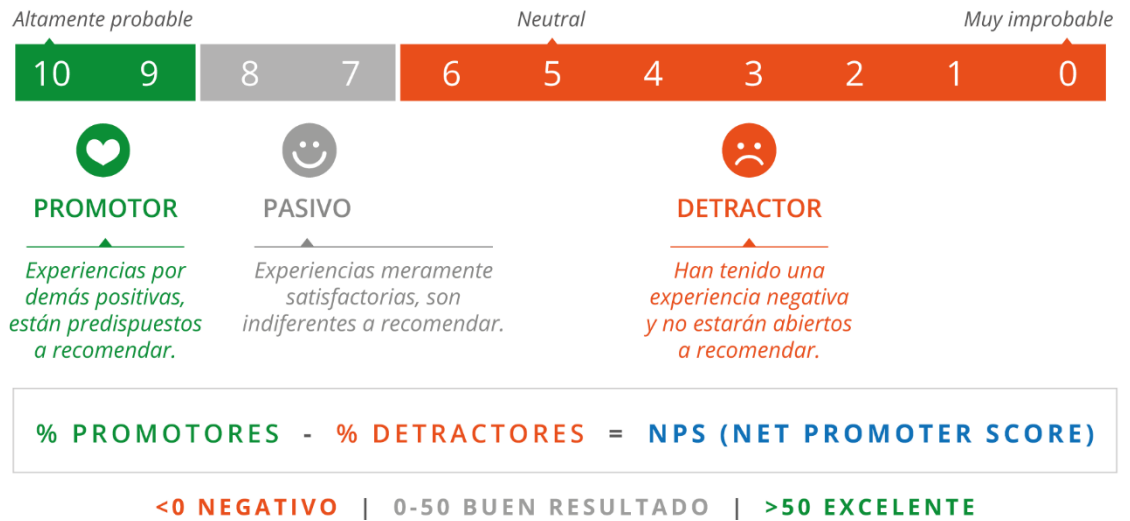 Altamente probable Neutral Muy improbable
10 9 8 7 6 5 4 3 2 1 0
PROMOTOR
Experiencias por
demás positivas,
están predispuestos
a recomendar.
PASIVO
Experiencias meramente
satisfactorias, son
indiferentes a recomendar.
DETRACTOR
Han tenido una
experiencia negativa
y no estarán abiertos
a recomendar.
% PROMOTORES - % DETRACTORES = NPS (NET PROMOTER SCORE)
<0 NEGATIVO | 0-50 BUEN RESULTADO | >50 EXCELENTE